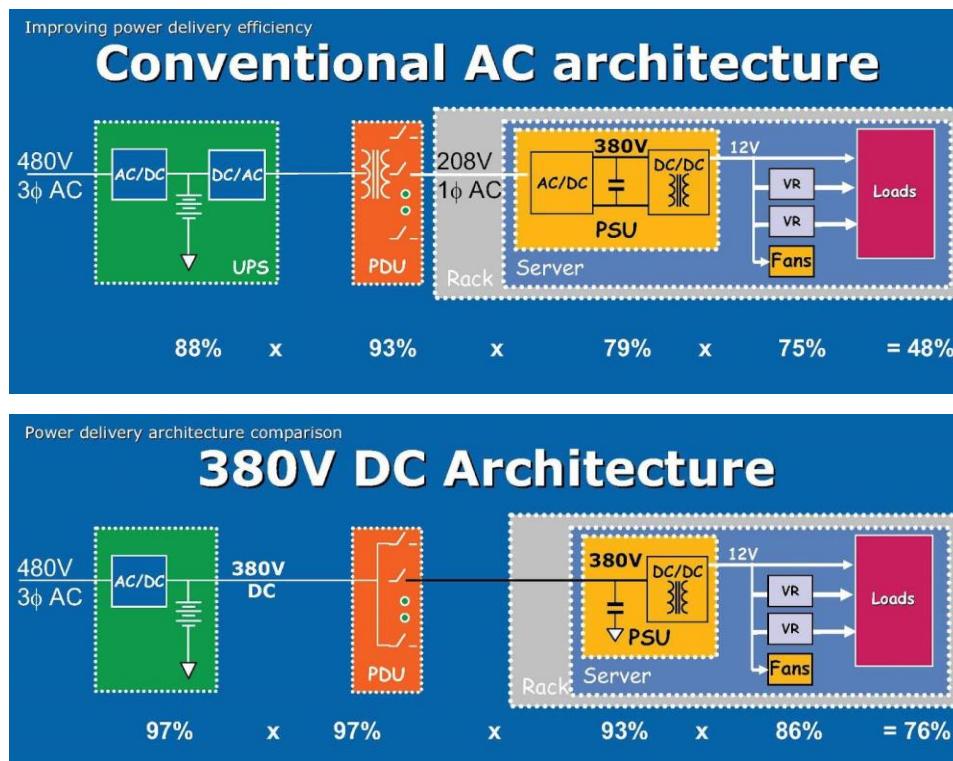 Improving power delivery efficiency
Conventional AC architecture
480V
3ϕ AC
AC/DC
DC/AC
UPS
PDU
208V
1ϕ AC
Rack
Server
AC/DC
380V
DC/DC
PSU
12V
VR
VR
Fans
Loads
88% x 93% x 79% x 75% = 48%
Power delivery architecture comparison
380V DC Architecture
480V
3ϕ AC
AC/DC
380V
DC
PDU
Rack
Server
380V
DC/DC
PSU
12V
VR
VR
Fans
Loads
97% x 97% x 93% x 86% = 76%